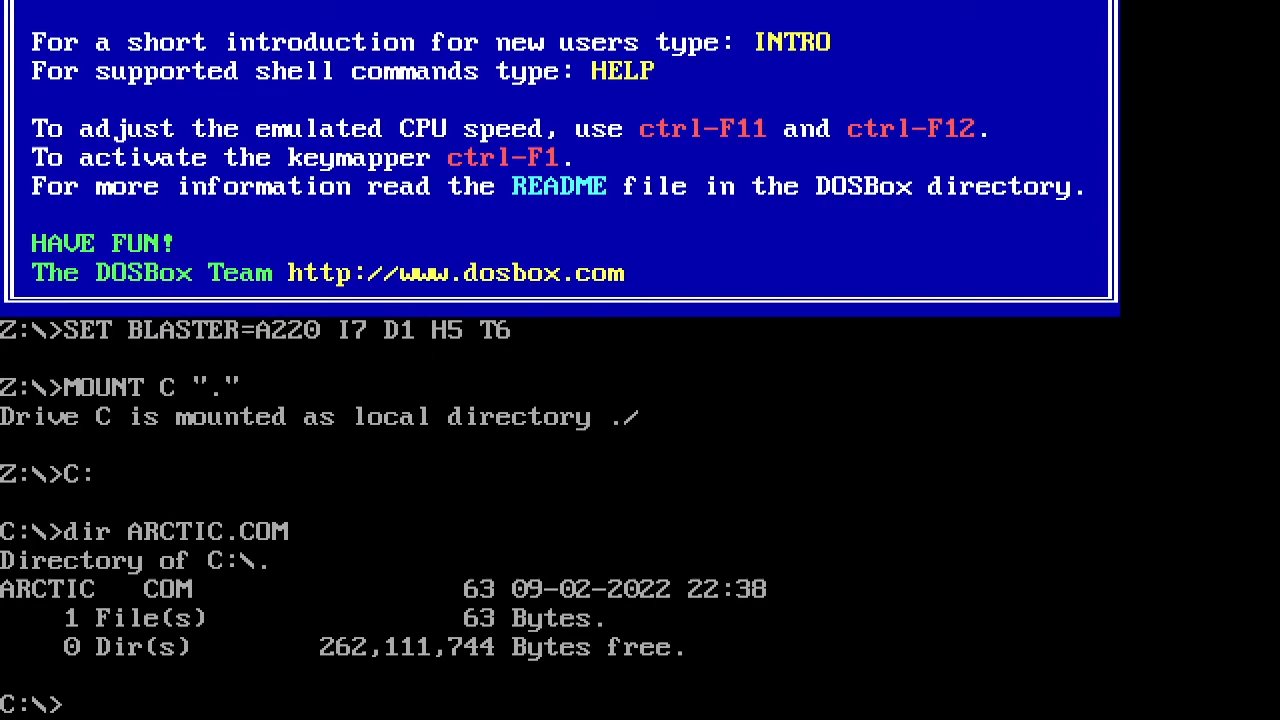 For a short introduction for new users type: INTRO
For supported shell commands type: HELP
To adjust the emulated CPU speed, use ctrl-F11 and ctrl-F12.
To activate the keymapper ctrl-F1.
For more information read the README file in the DOSBox directory.
HAVE FUN!
The DOSBox Team http://www.dosbox.com
Z:\>SET BLASTER=A220 I7 D1 H5 T6
Z:\>MOUNT C "."
Drive C is mounted as local directory ./
Z:\>C:
C:\>dir ARCTIC.COM
Directory of C:\.
ARCTIC   COM                 63 09-02-2022 22:38
    1 File(s)                63 Bytes.
    0 Dir(s)        262,111,744 Bytes free.
C:\>